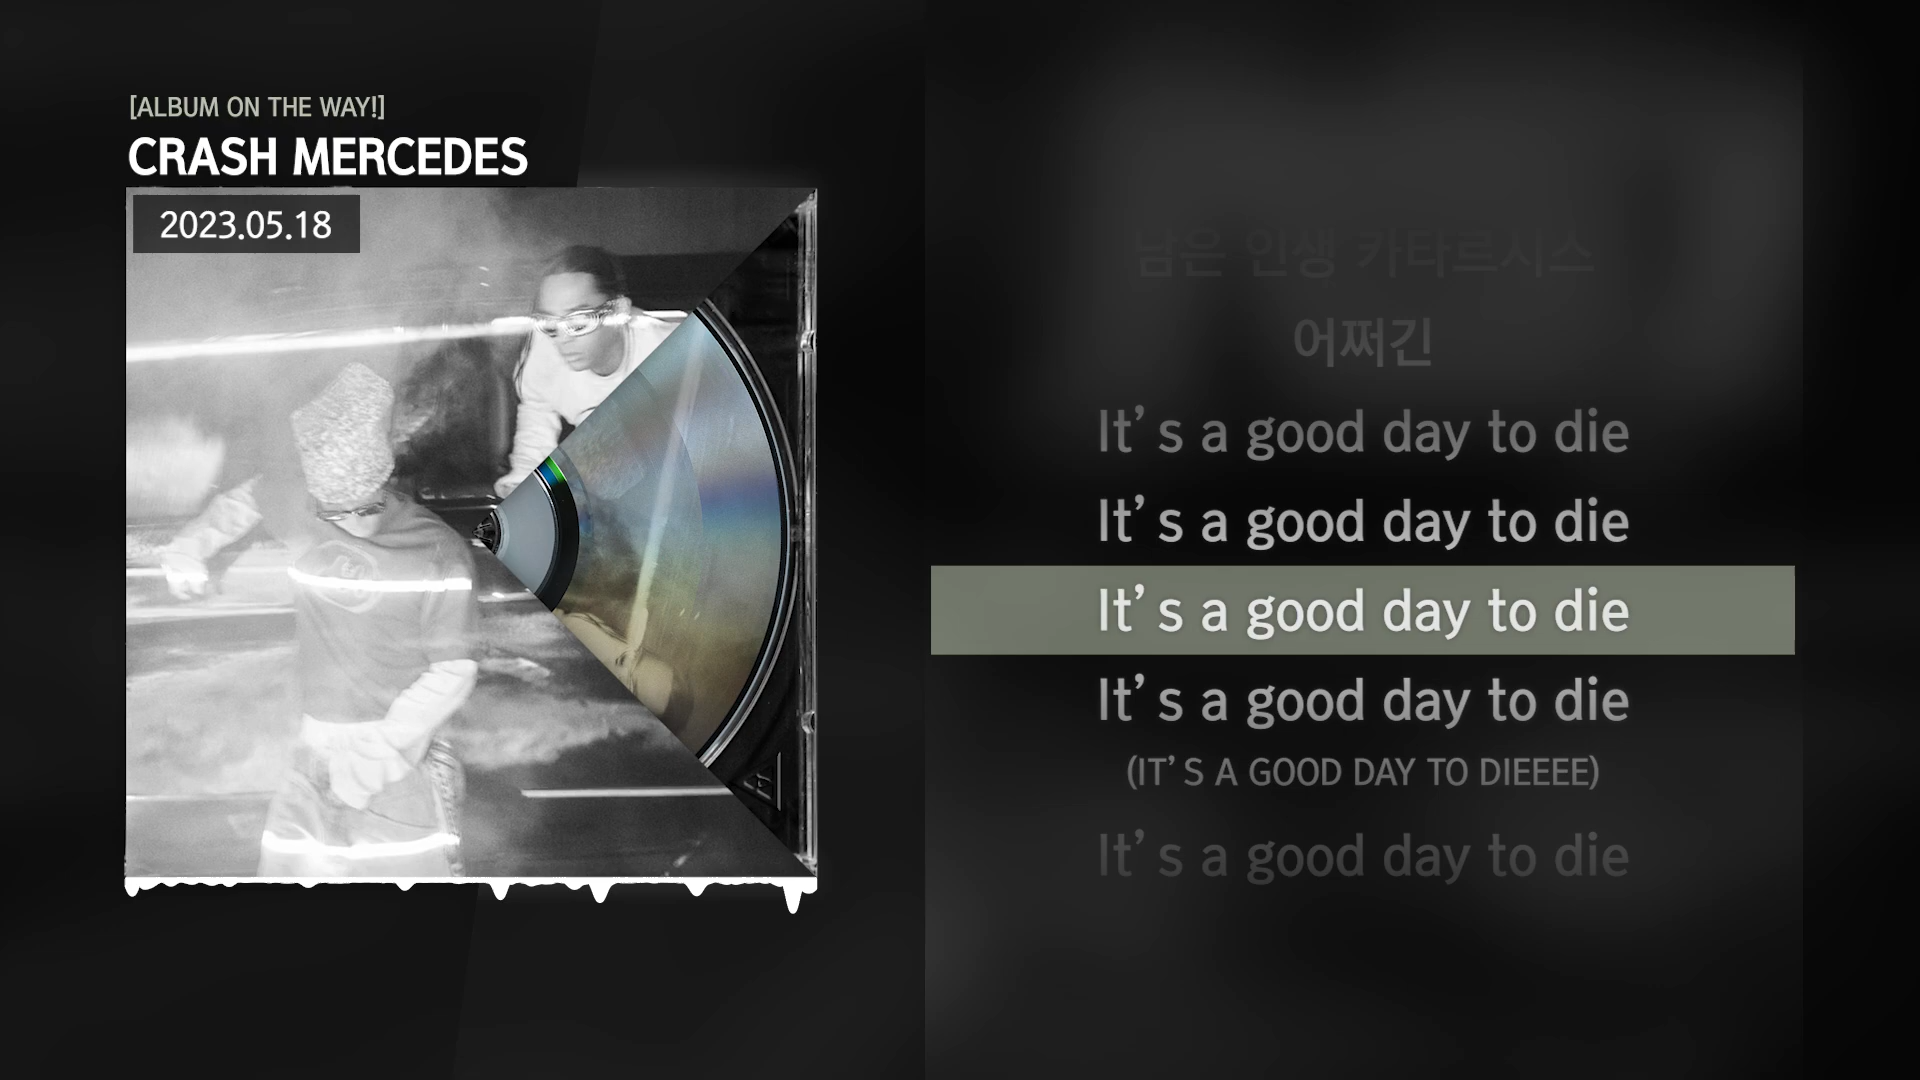 [ALBUM ON THE WAY!]
CRASH MERCEDES
2023.05.18
남은 인생 카타르시스
어쩌긴
It's a good day to die
It's a good day to die
It's a good day to die
It's a good day to die
(IT'S A GOOD DAY TO DIEEEE)
It's a good day to die